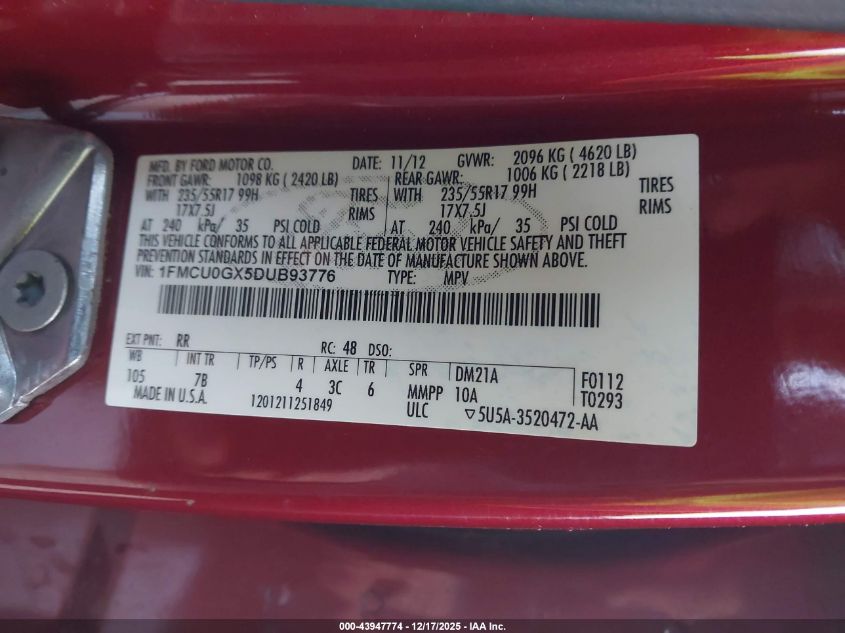 MFD. BY FORD MOTOR CO. DATE: 11/12 GVWR: 2096 KG ( 4620 LB)
FRONT GAWR: 1098 KG ( 2420 LB) REAR GAWR: 1006 KG ( 2218 LB)
WITH 235/55R17 99H TIRES WITH 235/55R17 99H TIRES
17X7.5J RIMS 17X7.5J RIMS
AT 240 kPa/ 35 PSI COLD AT 240 kPa/ 35 PSI COLD
THIS VEHICLE CONFORMS TO ALL APPLICABLE FEDERAL MOTOR VEHICLE SAFETY AND THEFT
PREVENTION STANDARDS IN EFFECT ON THE DATE OF MANUFACTURE SHOWN ABOVE.
VIN: 1FMCU0GX5DUB93776 TYPE: MPV
EXT PNT: RR RC: 48 DSO:
WB INT TR TP/PS R AXLE TR SPR DM21A F0112
105 7B 4 3C 6 MMPP 10A T0293
MADE IN U.S.A. 1201211251849 ULC ▽5U5A-3520472-AA
000-43947774 - 12/17/2025 - IAA Inc.